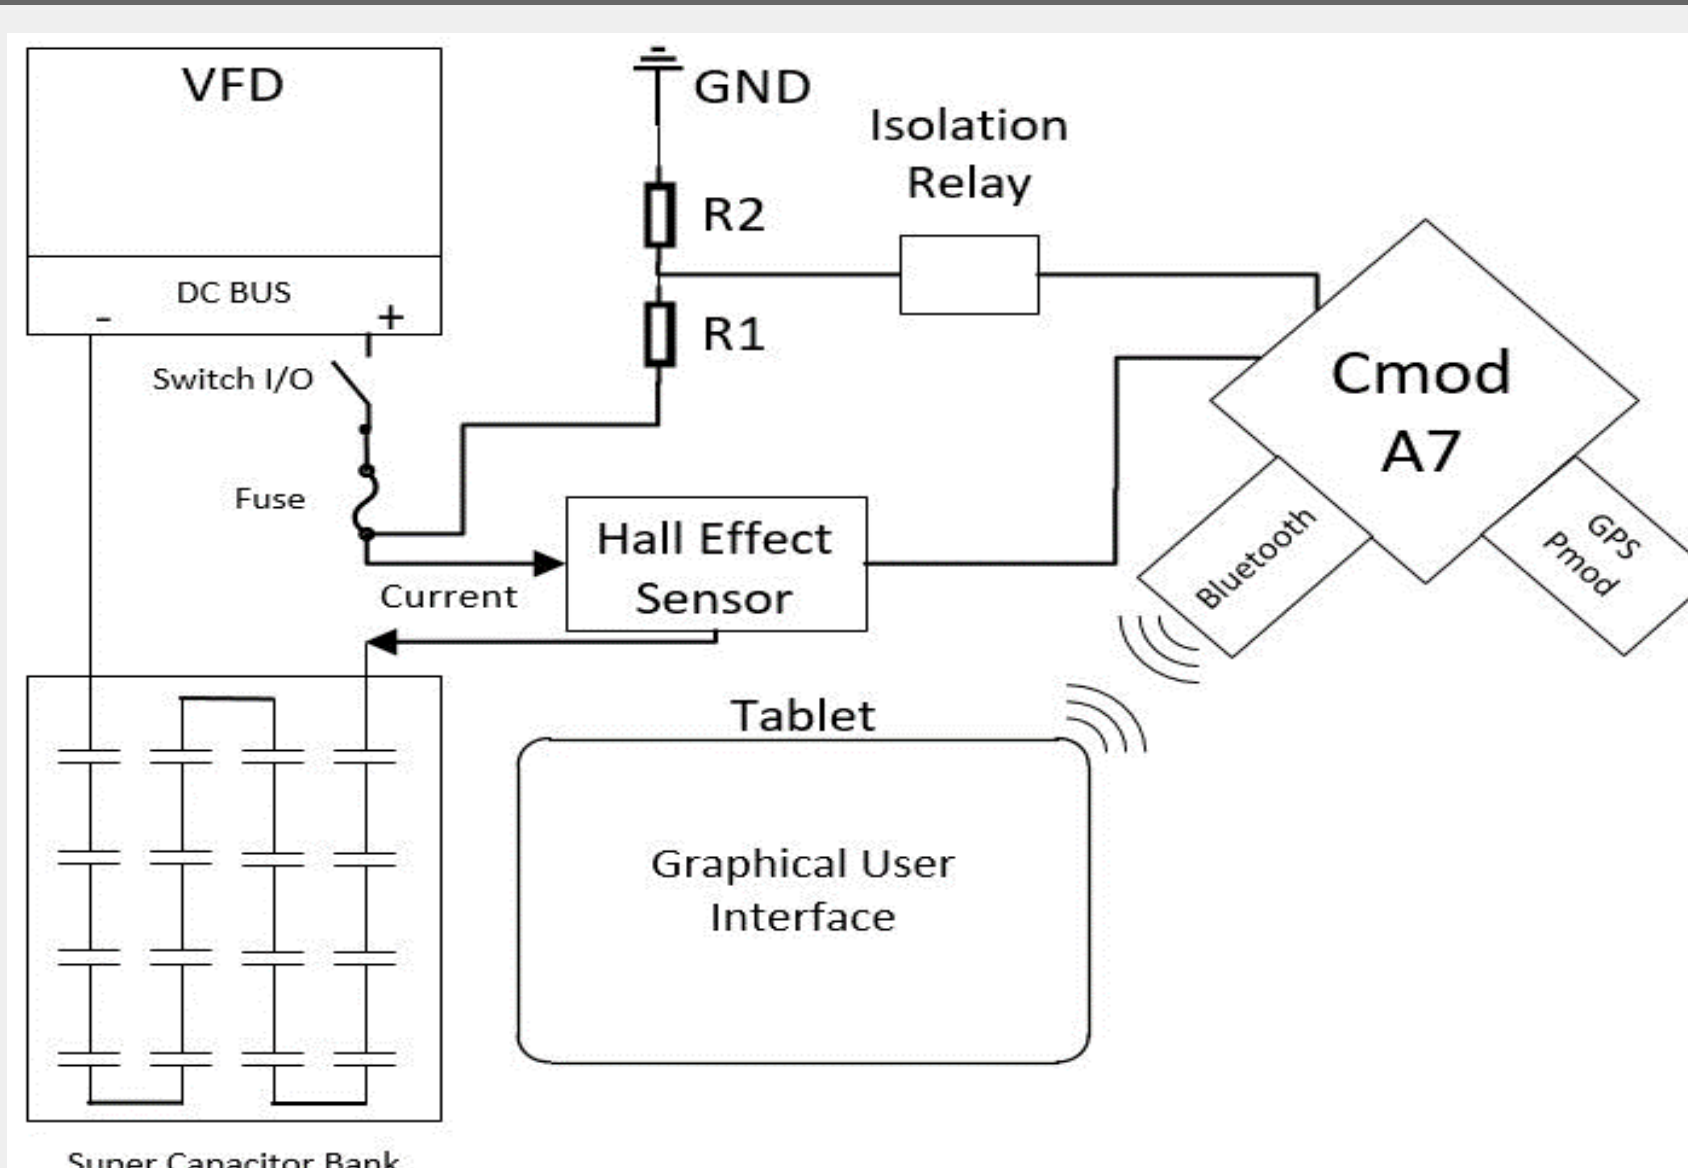 VFD
DC BUS
-
+
Switch I/O
Fuse
Current
GND
R2
R1
Isolation
Relay
Hall Effect
Sensor
Cmod
A7
Bluetooth
GPS
Pmod
Tablet
Graphical User
Interface
Super Capacitor Bank